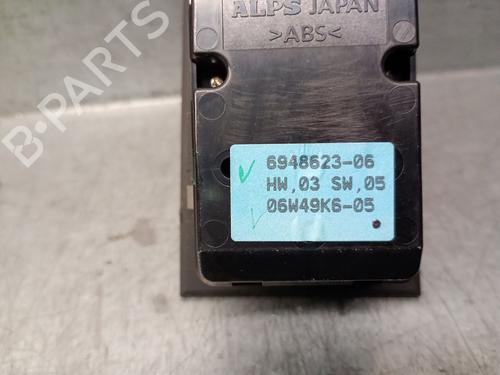 ALPS JAPAN
>ABS<
B-PARTS
6948623-06
HW,03 SW,05
06W49K6-05